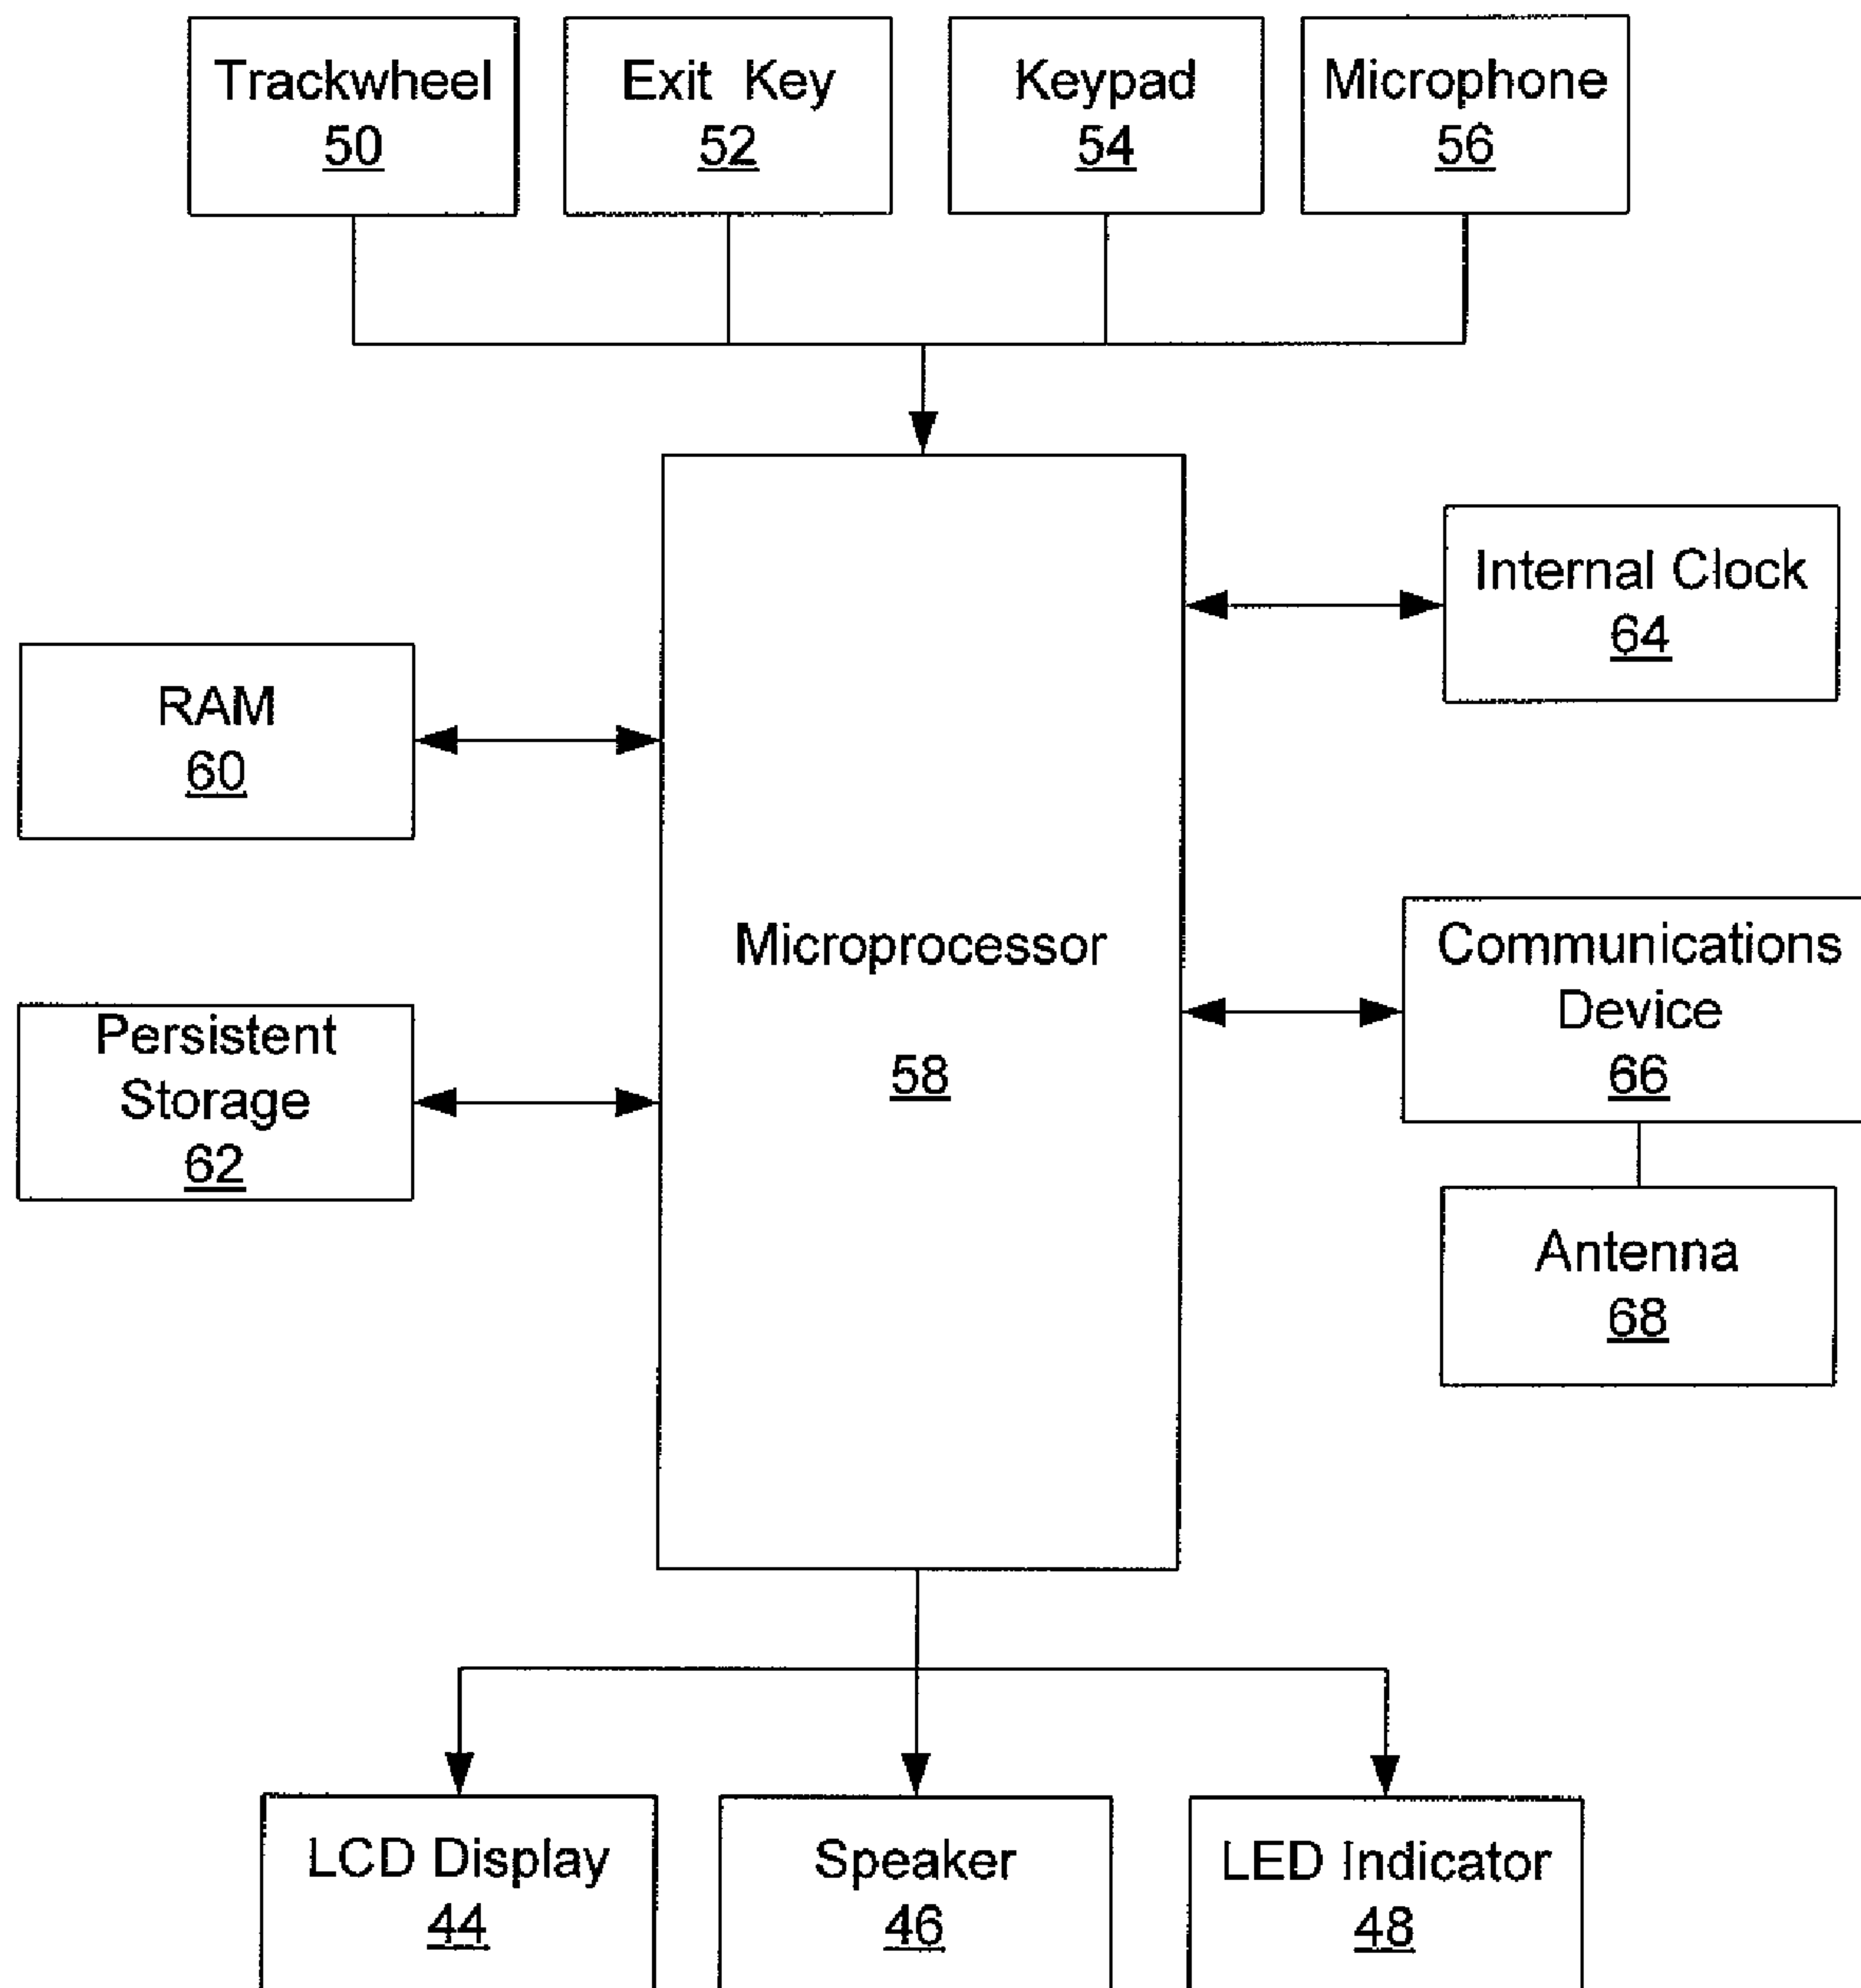 Trackwheel
50
Exit Key
52
Keypad
54
Microphone
56
Internal Clock
64
RAM
60
Microprocessor
58
Communications
Device
66
Persistent
Storage
62
Antenna
68
LCD Display
44
Speaker
46
LED Indicator
48